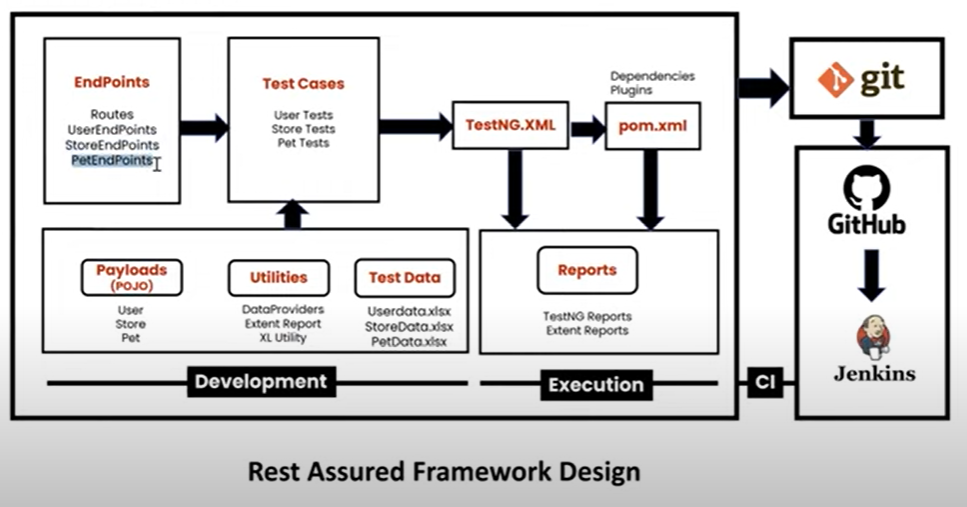 EndPoints
Routes
UserEndPoints
StoreEndPoints
PetEndPoints
Test Cases
User Tests
Store Tests
Pet Tests
TestNG.XML
Dependencies
Plugins
pom.xml
git
Payloads
(POJO)
User
Store
Pet
Utilities
DataProviders
Extent Report
XL Utility
Test Data
Userdata.xlsx
StoreData.xlsx
PetData.xlsx
Reports
TestNG Reports
Extent Reports
GitHub
Jenkins
Development
Execution
CI
Rest Assured Framework Design